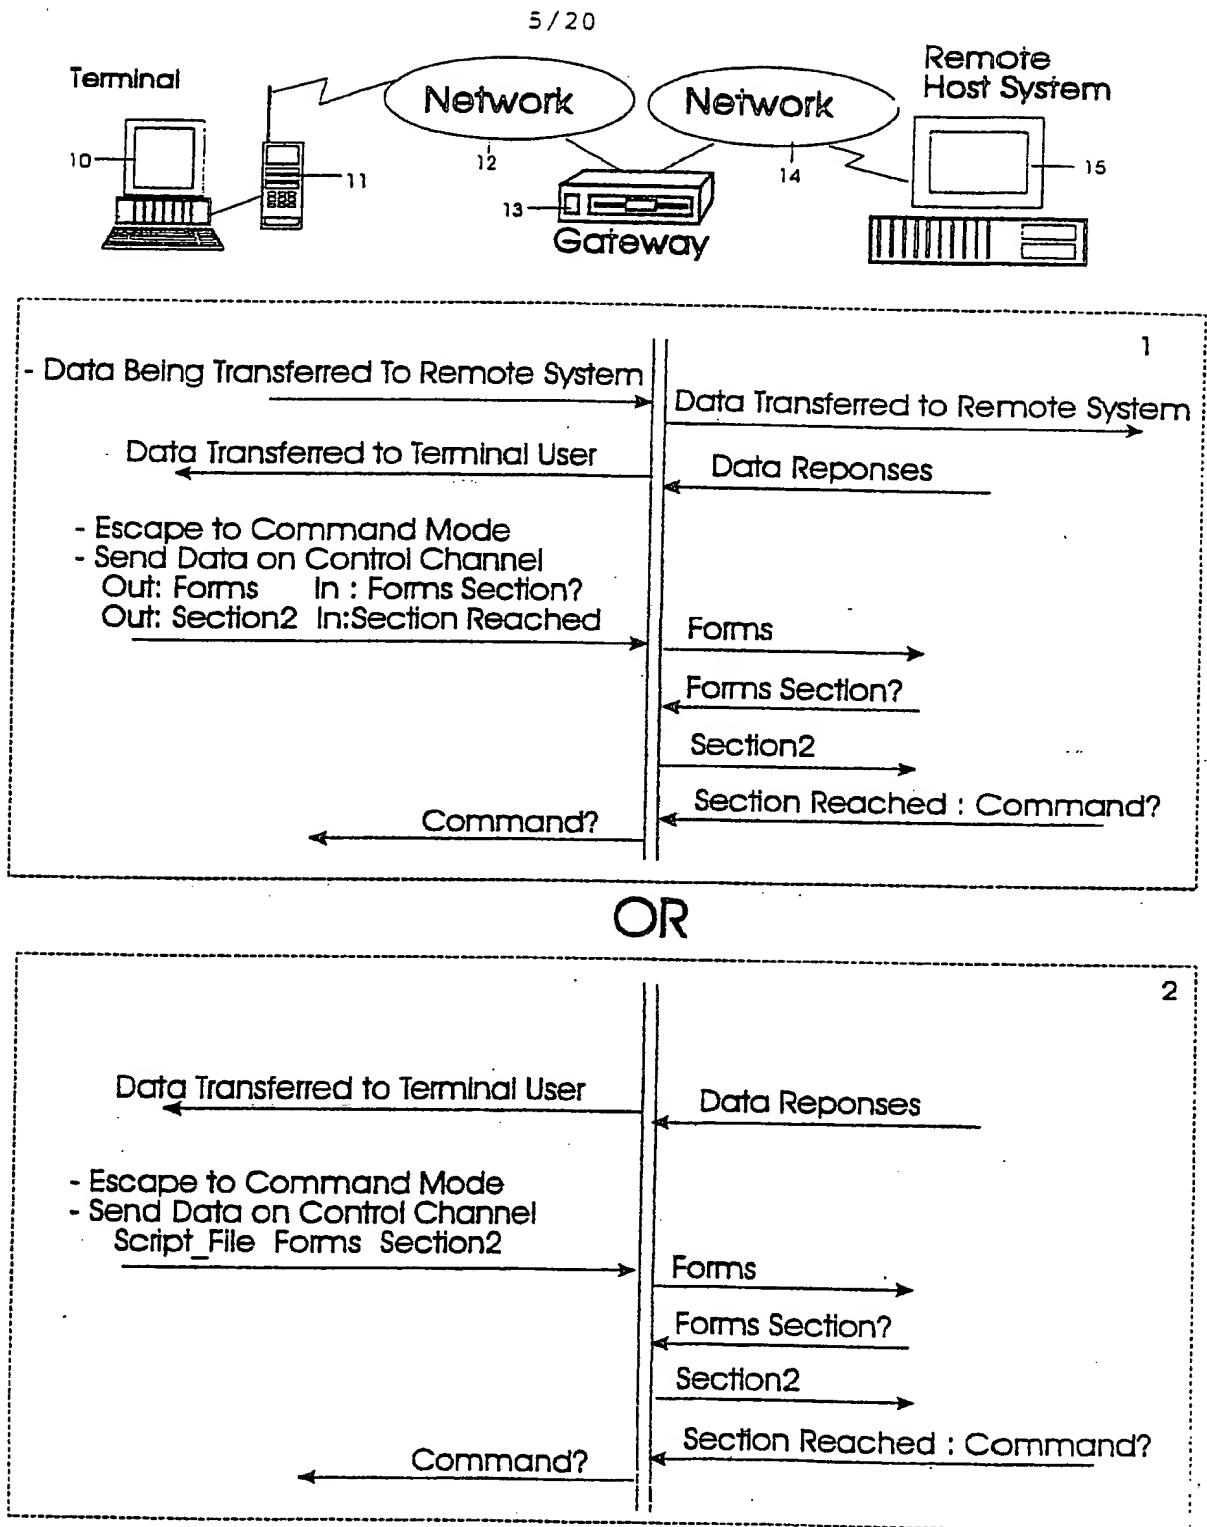 5/20
Terminal
Remote
Host System
Network
Network
10
11
12
13
14
15
Gateway
1
- Data Being Transferred To Remote System
Data Transferred to Remote System
Data Transferred to Terminal User
Data Reponses
- Escape to Command Mode
- Send Data on Control Channel
Out: Forms In : Forms Section?
Out: Section2 In:Section Reached
Forms
Forms Section?
Section2
Section Reached : Command?
Command?
OR
2
Data Transferred to Terminal User
Data Reponses
- Escape to Command Mode
- Send Data on Control Channel
Script_File Forms Section2
Forms
Forms Section?
Section2
Section Reached : Command?
Command?